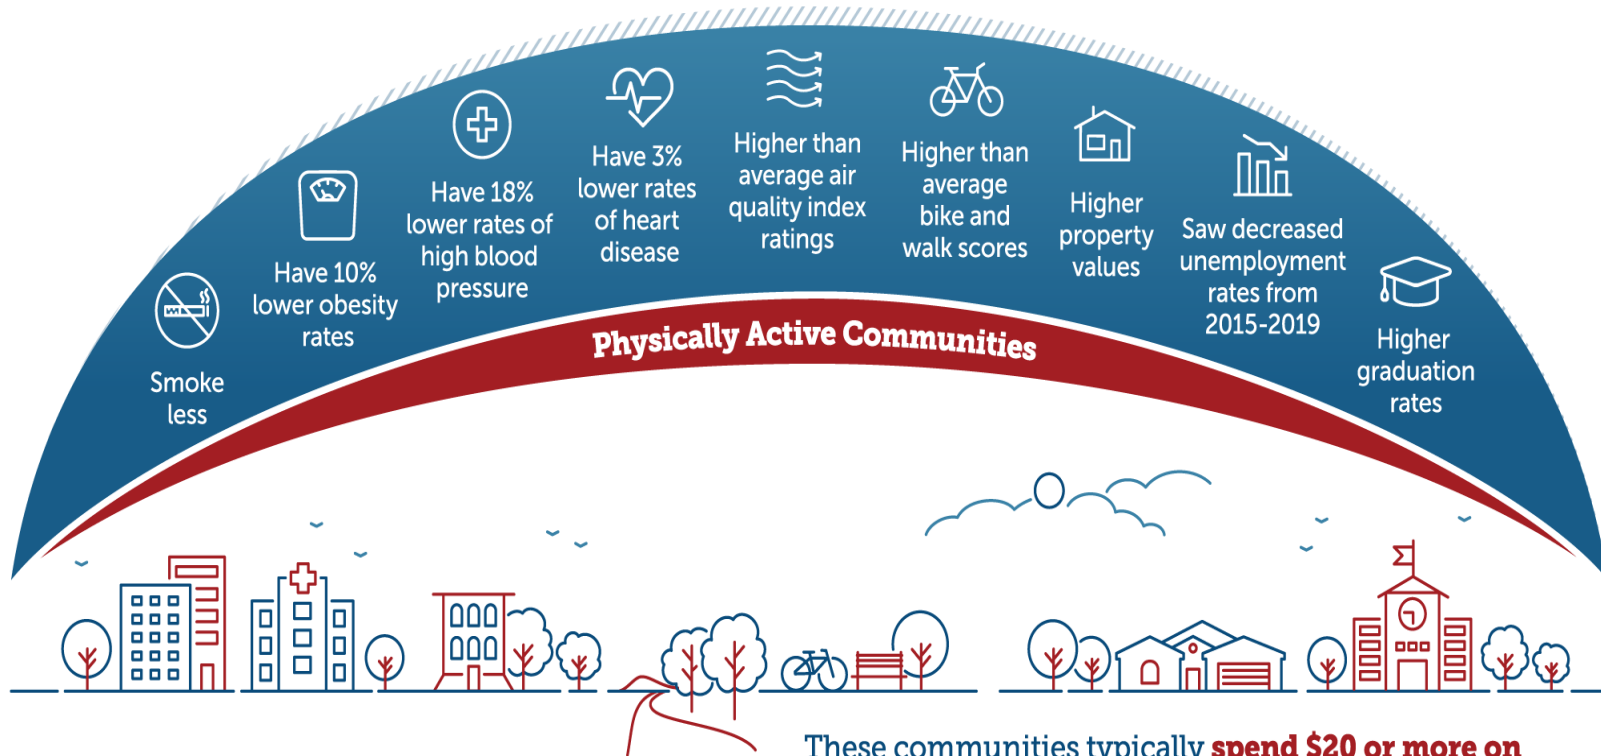 Smoke
less
Have 10%
lower obesity
rates
Have 18%
lower rates of
high blood
pressure
Have 3%
lower rates
of heart
disease
Higher than
average air
quality index
ratings
Higher than
average
bike and
walk scores
Higher
property
values
Saw decreased
unemployment
rates from
2015-2019
Higher
graduation
rates
Physically Active Communities
These communities typically spend $20 or more on